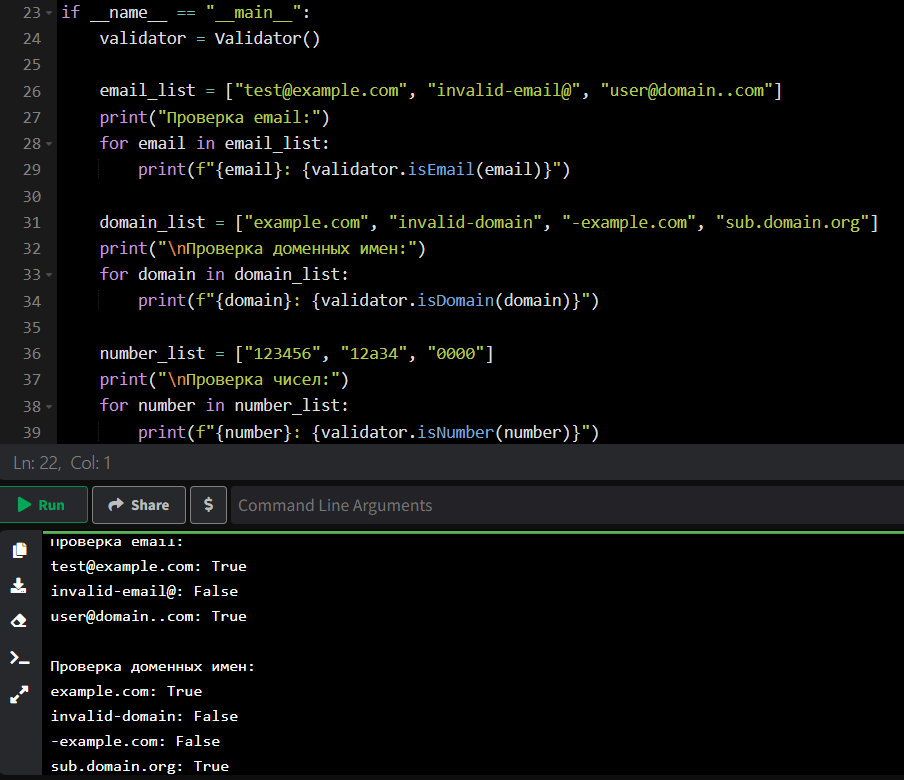 23 if __name__ == "__main__":
24     validator = Validator()
25
26     email_list = ["test@example.com", "invalid-email@", "user@domain..com"]
27     print("Проверка email:")
28     for email in email_list:
29         print(f"{email}: {validator.isEmail(email)}")
30
31     domain_list = ["example.com", "invalid-domain", "-example.com", "sub.domain.org"]
32     print("\nПроверка доменных имен:")
33     for domain in domain_list:
34         print(f"{domain}: {validator.isDomain(domain)}")
35
36     number_list = ["123456", "12a34", "0000"]
37     print("\nПроверка чисел:")
38     for number in number_list:
39         print(f"{number}: {validator.isNumber(number)}")
Ln: 22, Col: 1
Run Share $ Command Line Arguments
Проверка email:
test@example.com: True
invalid-email@: False
user@domain..com: True

Проверка доменных имен:
example.com: True
invalid-domain: False
-example.com: False
sub.domain.org: True